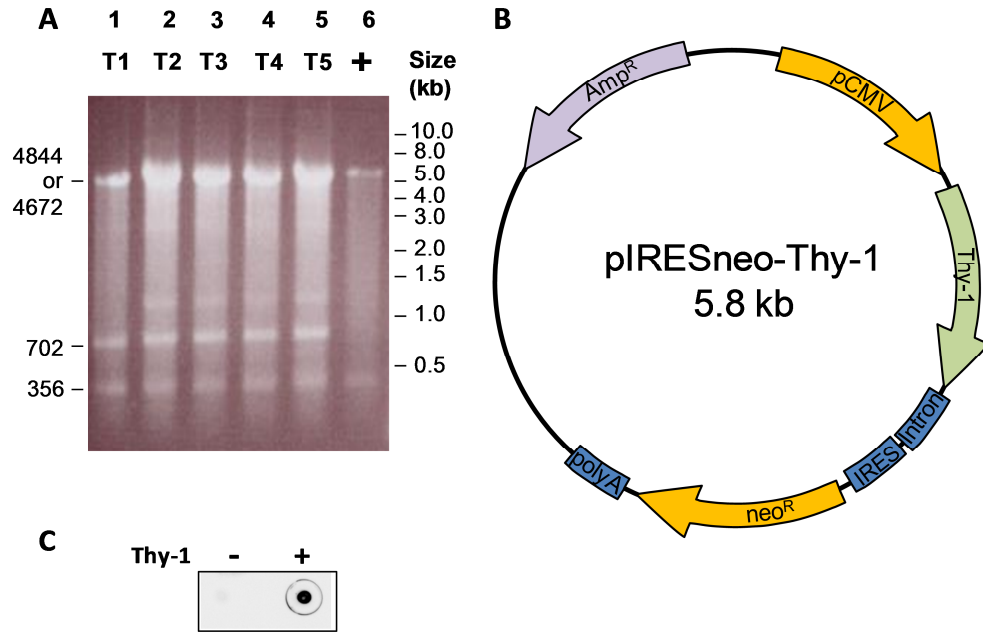 A
1 2 3 4 5 6
T1 T2 T3 T4 T5 +
Size
(kb)
4844
or –
4672
702 –
356 –
– 10.0
– 8.0
– 5.0
– 4.0
– 3.0
– 2.0
– 1.5
– 1.0
– 0.5
B
AmpR
pCMV
Thy-1
Intron
IRES
neoR
polyA
pIRESneo-Thy-1
5.8 kb
C
Thy-1 - +